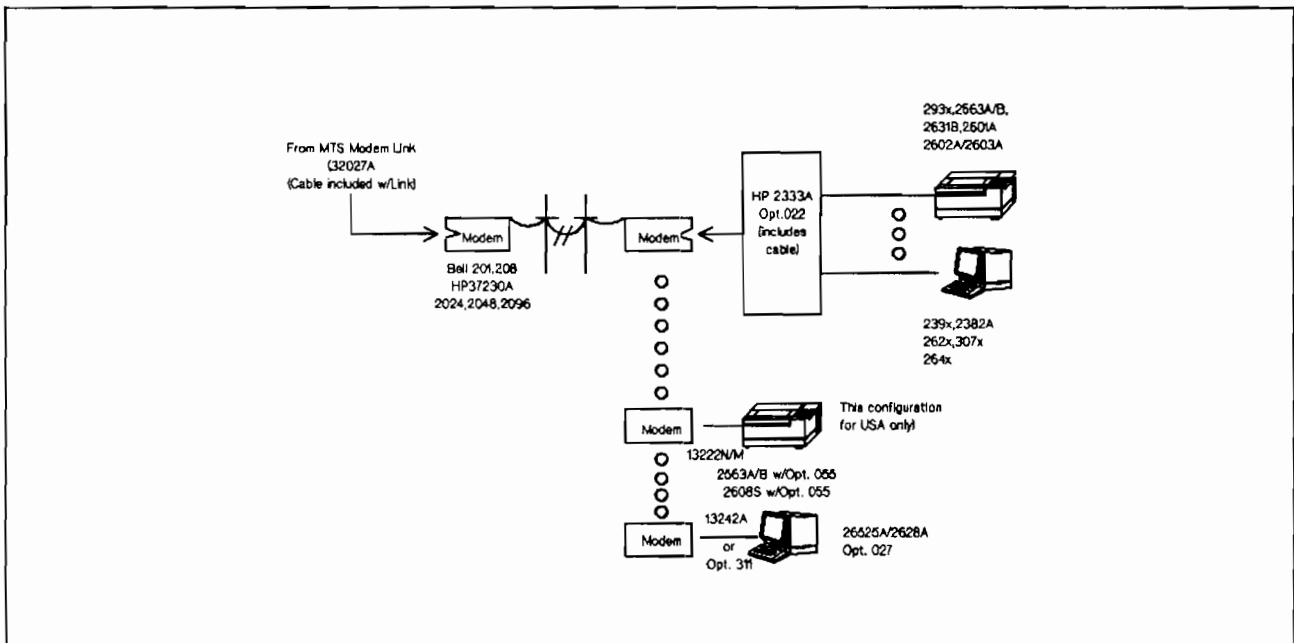 From MTS Modem Link
(32027A
(Cable included w/Link)
Modem
Bell 201,208
HP37230A
2024,2048,2096
Modem
HP 2333A
Opt.022
(includes
cable)
293x,2563A/B,
2631B,2601A
2602A/2603A
239x,2382A
262x,307x
264x
Modem
13222N/M
This configuration
for USA only)
2563A/B w/Opt. 055
2608S w/Opt. 055
Modem
13242A
or
Opt. 311
26525A/2628A
Opt. 027